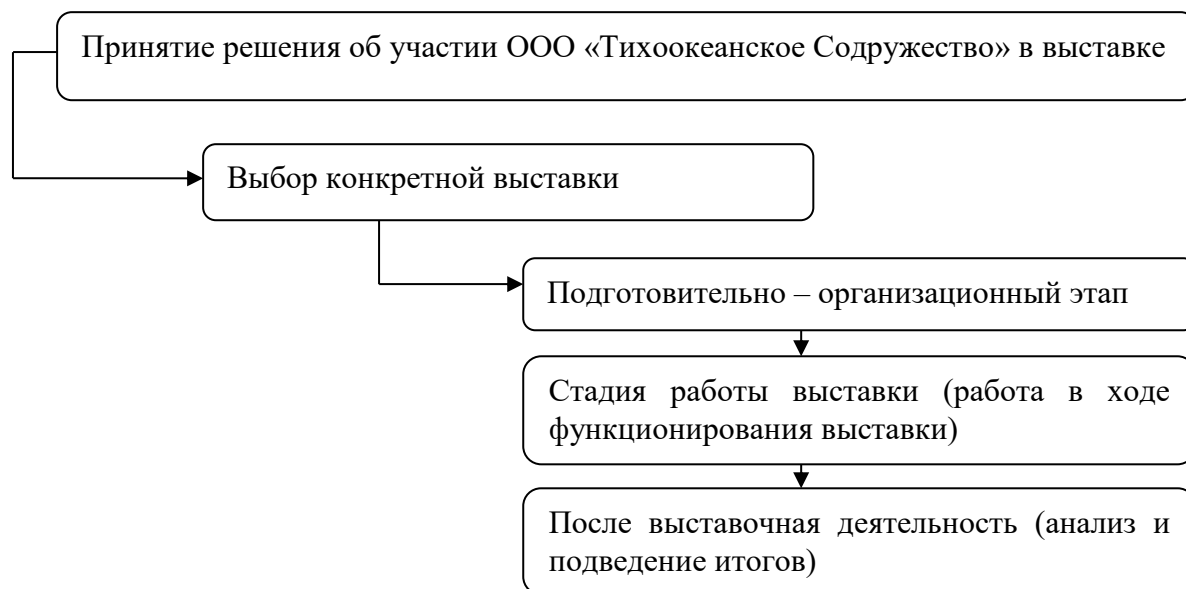 Принятие решения об участии ООО «Тихоокеанское Содружество» в выставке
Выбор конкретной выставки
Подготовительно – организационный этап
Стадия работы выставки (работа в ходе
функционирования выставки)
После выставочная деятельность (анализ и
подведение итогов)